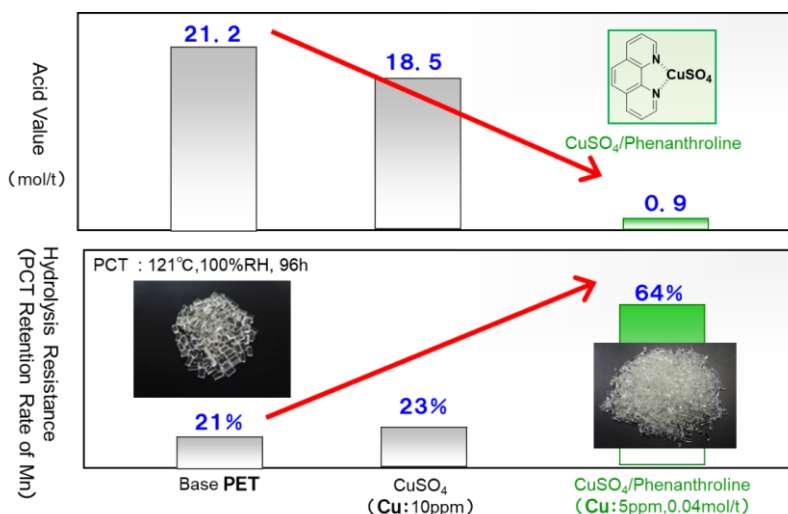 21.2
18.5
0.9
Acid Value
(mol/t)
N
N
CuSO₄
CuSO₄/Phenanthroline
Hydrolysis Resistance
(PCT Retention Rate of Mn)
PCT : 121℃,100%RH, 96h
21%
23%
64%
Base PET
CuSO₄
(Cu：10ppm)
CuSO₄/Phenanthroline
(Cu：5ppm,0.04mol/t)